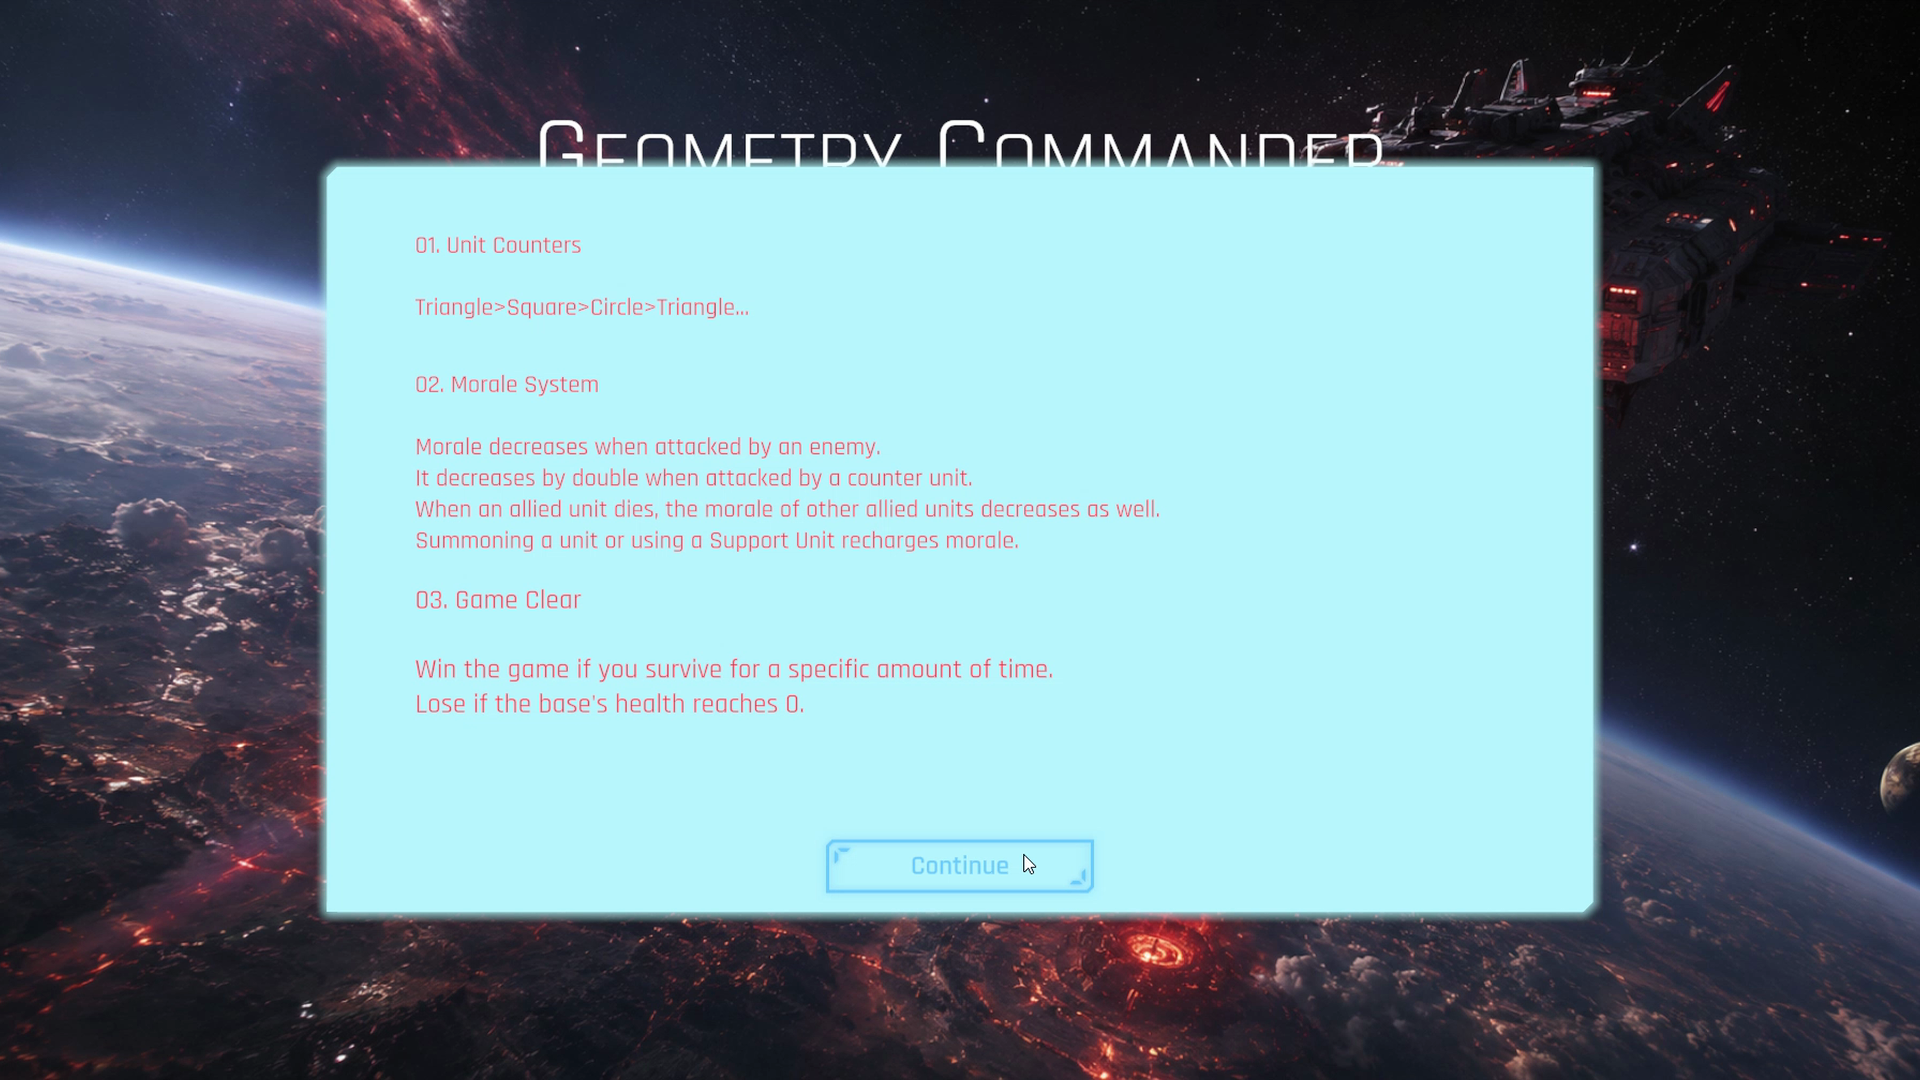 GEOMETRY COMMANDER
01. Unit Counters
Triangle>Square>Circle>Triangle...
02. Morale System
Morale decreases when attacked by an enemy.
It decreases by double when attacked by a counter unit.
When an allied unit dies, the morale of other allied units decreases as well.
Summoning a unit or using a Support Unit recharges morale.
03. Game Clear
Win the game if you survive for a specific amount of time.
Lose if the base's health reaches 0.
Continue